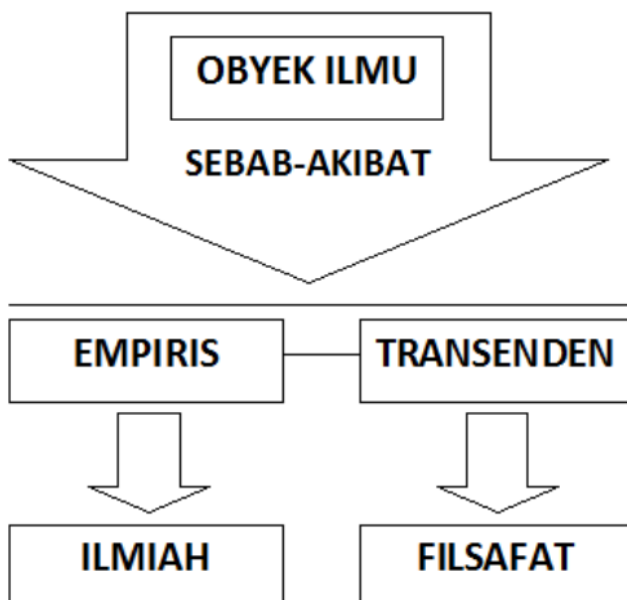 OBYEK ILMU
SEBAB-AKIBAT
EMPIRIS
TRANSENDEN
ILMIAH
FILSAFAT